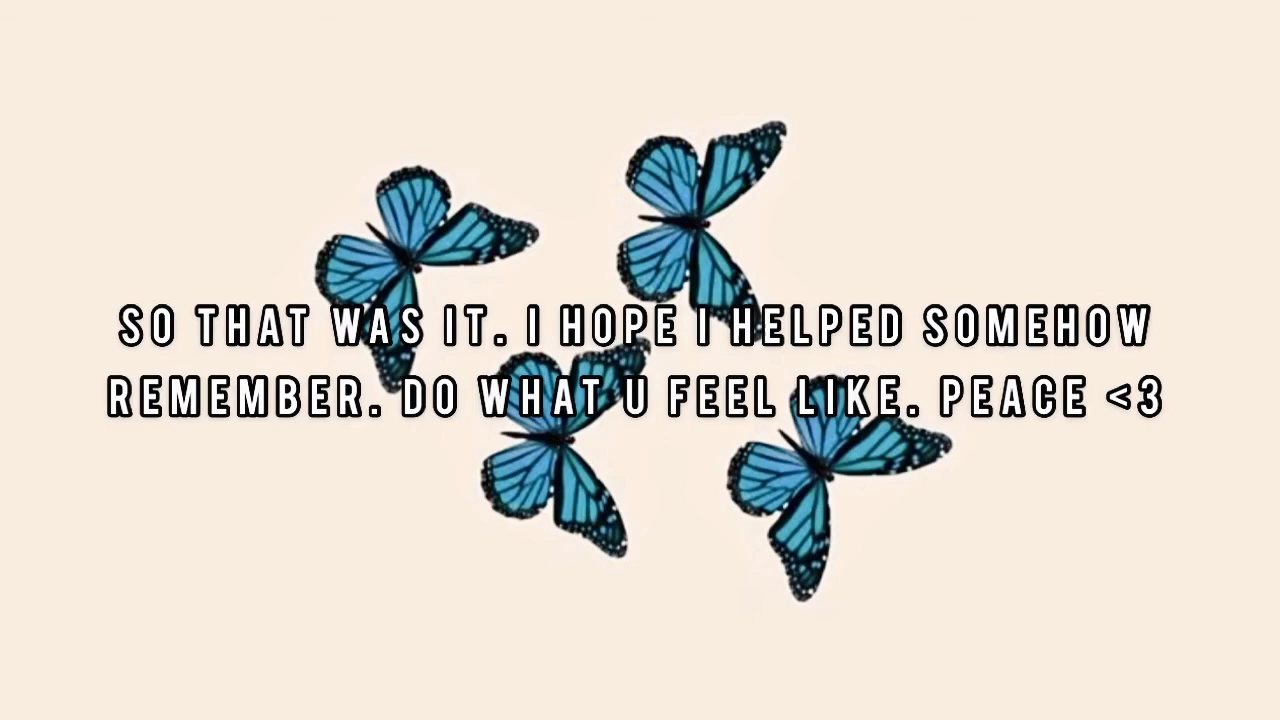 SO THAT WAS IT. I HOPE I HELPED SOMEHOW
REMEMBER. DO WHAT U FEEL LIKE. PEACE <3